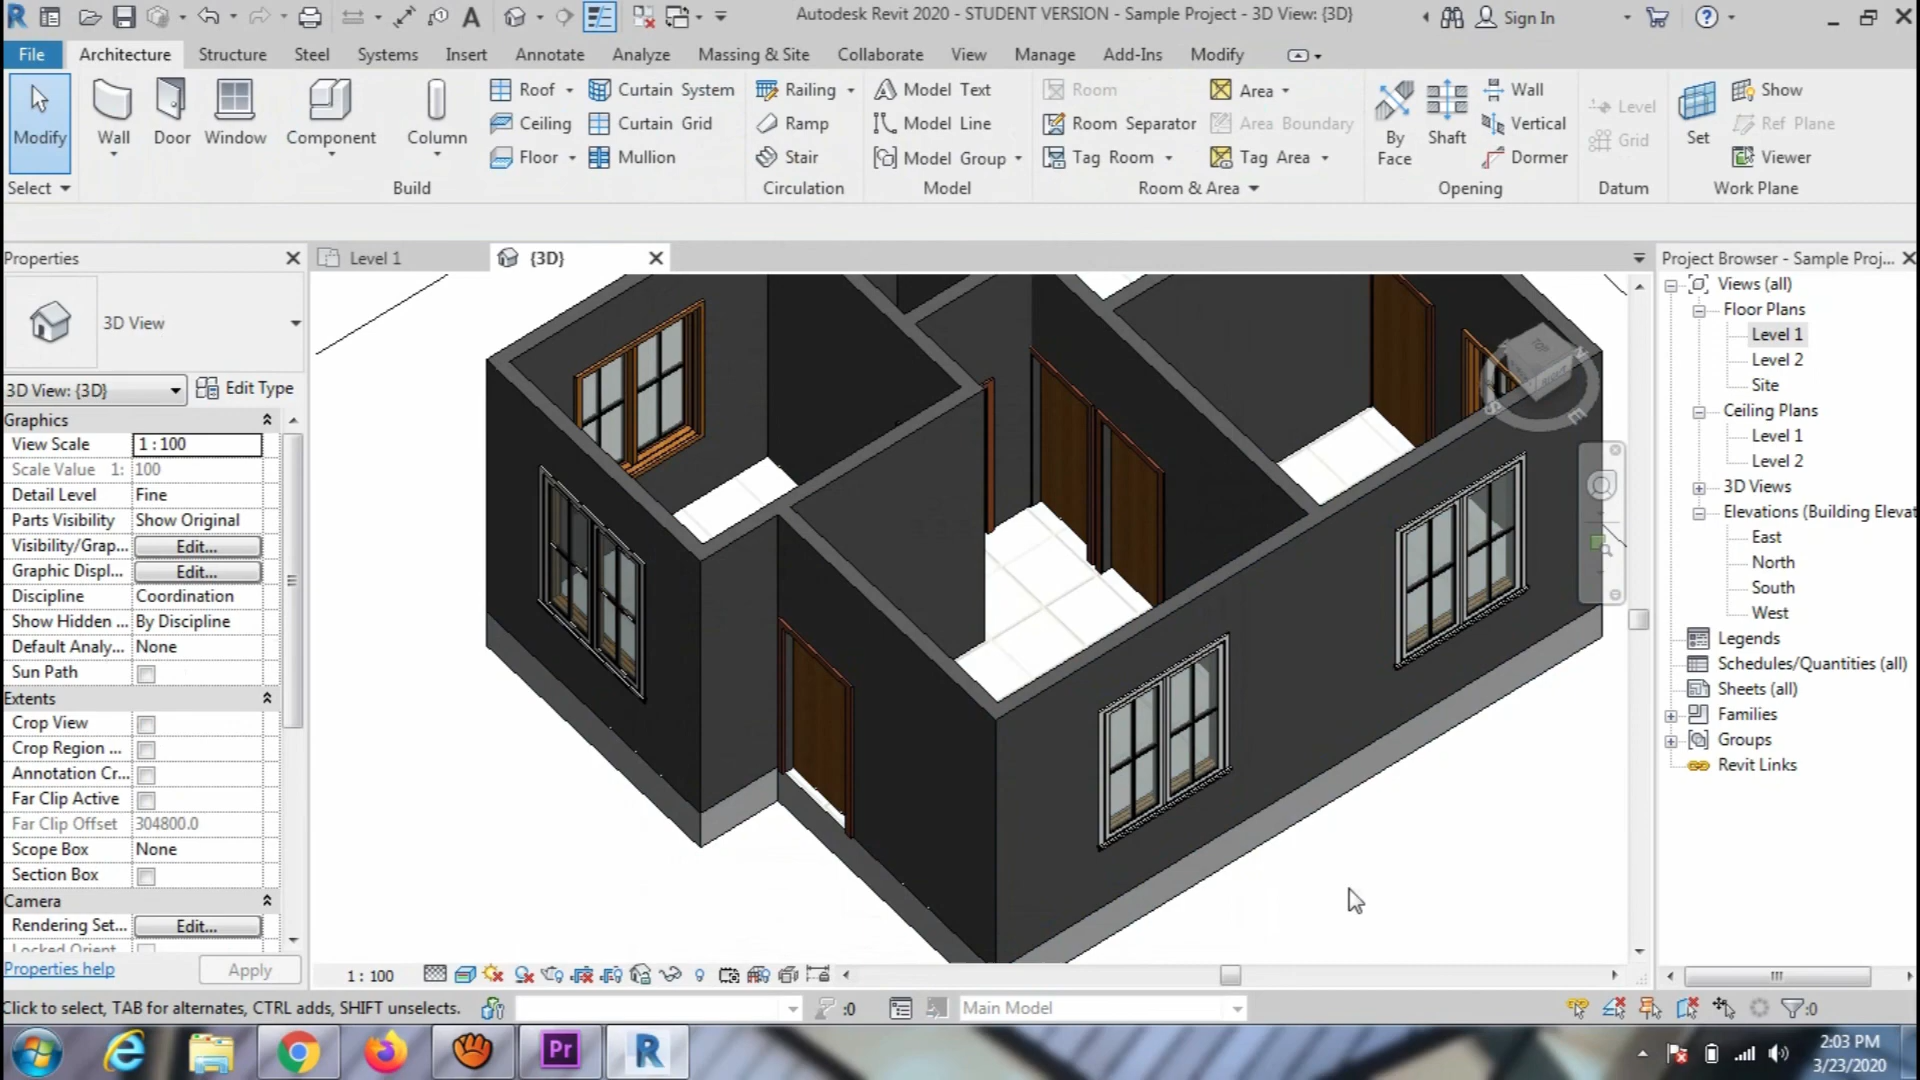 Autodesk Revit 2020 - STUDENT VERSION - Sample Project - 3D View: {3D}
Sign In
File Architecture Structure Steel Systems Insert Annotate Analyze Massing & Site Collaborate View Manage Add-Ins Modify
Modify Wall Door Window Component Column
Roof Curtain System Railing Model Text Room Area Wall Show
Ceiling Curtain Grid Ramp Model Line Room Separator Area Boundary Vertical Level Ref Plane
Floor Mullion Stair Model Group Tag Room Tag Area Dormer Grid Viewer
By Face Shaft Set
Select Build Circulation Model Room & Area Opening Datum Work Plane
Properties
Level 1
{3D}
Project Browser - Sample Proj...
3D View
3D View: {3D} Edit Type
Graphics
View Scale 1 : 100
Scale Value 1: 100
Detail Level Fine
Parts Visibility Show Original
Visibility/Grap... Edit...
Graphic Displ... Edit...
Discipline Coordination
Show Hidden ... By Discipline
Default Analy... None
Sun Path
Extents
Crop View
Crop Region ...
Annotation Cr...
Far Clip Active
Far Clip Offset 304800.0
Scope Box None
Section Box
Camera
Rendering Set... Edit...
Locked Orient
Properties help Apply
TOP
S
E
Views (all)
Floor Plans
Level 1
Level 2
Site
Ceiling Plans
Level 1
Level 2
3D Views
Elevations (Building Elevat
East
North
South
West
Legends
Schedules/Quantities (all)
Sheets (all)
Families
Groups
Revit Links
1 : 100
Click to select, TAB for alternates, CTRL adds, SHIFT unselects.
:0
Main Model
:0
Pr
R
2:03 PM
3/23/2020